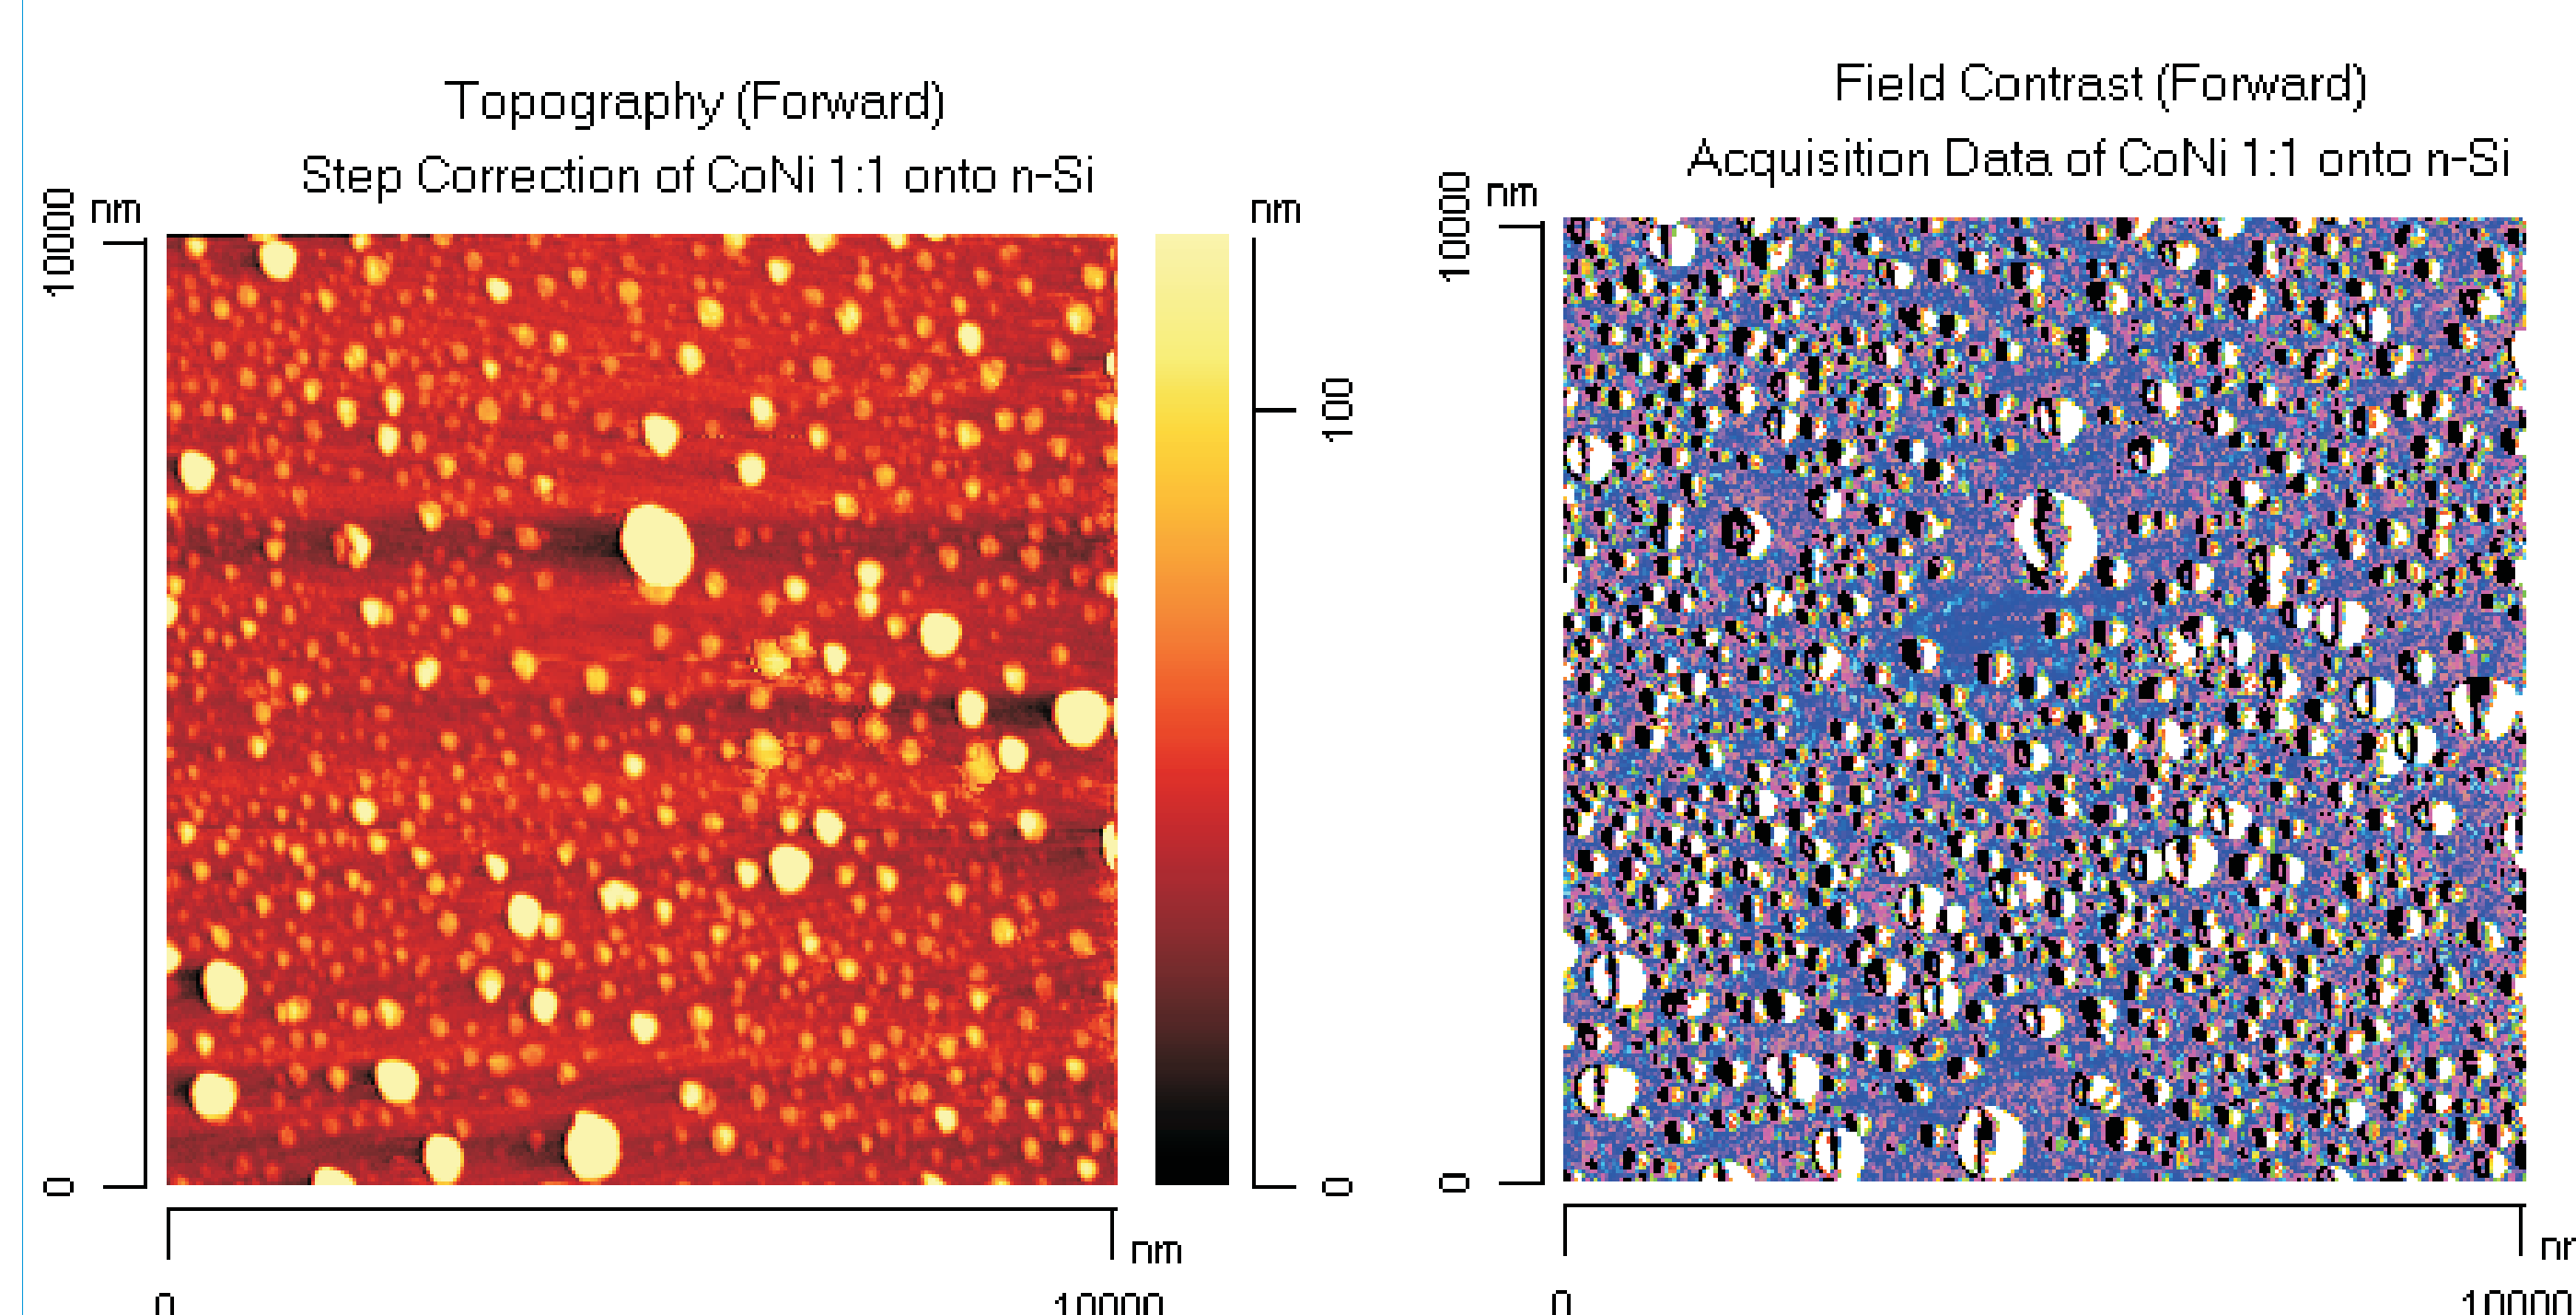 Topography (Forward)
Step Correction of CoNi 1:1 onto n-Si
10000 nm
0
nm
100
0
0
10000 nm
Field Contrast (Forward)
Acquisition Data of CoNi 1:1 onto n-Si
10000 nm
0
0
10000